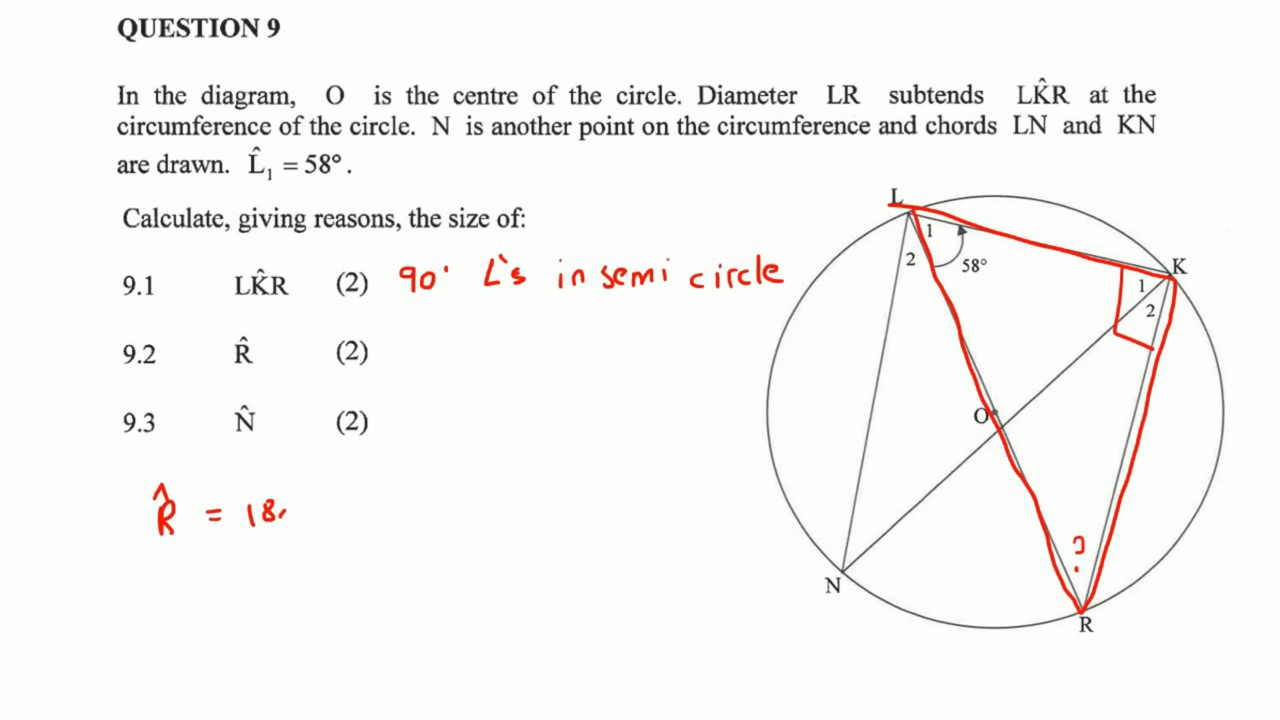 QUESTION 9
In the diagram, O is the centre of the circle. Diameter LR subtends LK̂R at the
circumference of the circle. N is another point on the circumference and chords LN and KN
are drawn. L̂₁ = 58°.
Calculate, giving reasons, the size of:
9.1 LK̂R (2) 90° L's in semi circle
9.2 R̂ (2)
9.3 N̂ (2)
R̂ = 18
L
1
2
58°
K
1
2
O
?
N
R